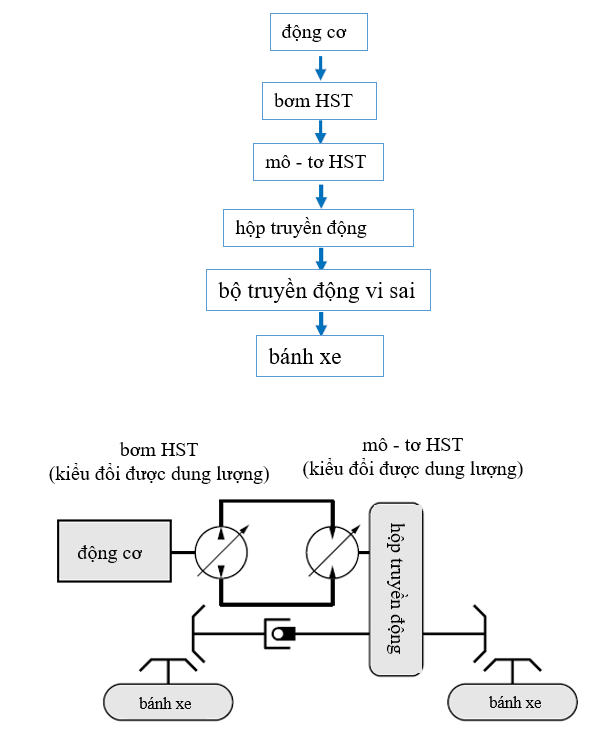 động cơ
bơm HST
mô - tơ HST
hộp truyền động
bộ truyền động vi sai
bánh xe
bơm HST
(kiểu đổi được dung lượng)
mô - tơ HST
(kiểu đổi được dung lượng)
động cơ
hộp truyền động
bánh xe
bánh xe